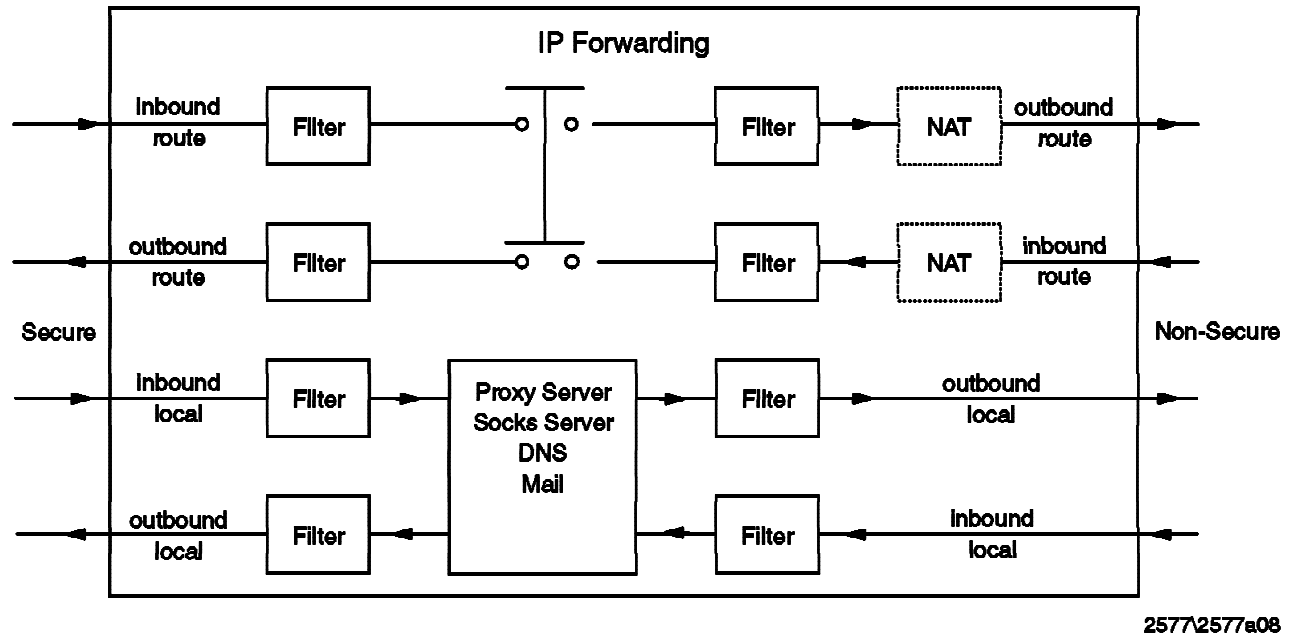 IP Forwarding
inbound
route
Filter
Filter
NAT
outbound
route
outbound
route
Filter
Filter
NAT
inbound
route
Secure
Non-Secure
inbound
local
Filter
Proxy Server
Socks Server
DNS
Mail
Filter
outbound
local
outbound
local
Filter
Filter
inbound
local
2577\2577a08